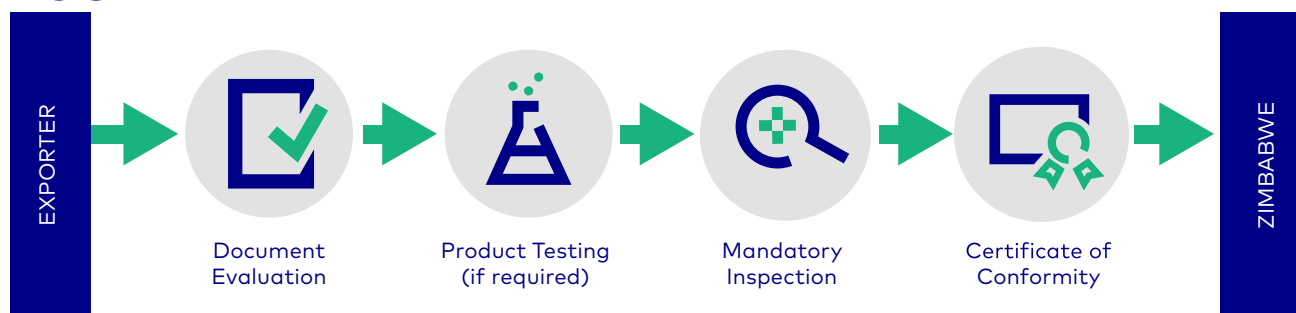 EXPORTER
Document
Evaluation
Product Testing
(if required)
Mandatory
Inspection
Certificate of
Conformity
ZIMBABWE